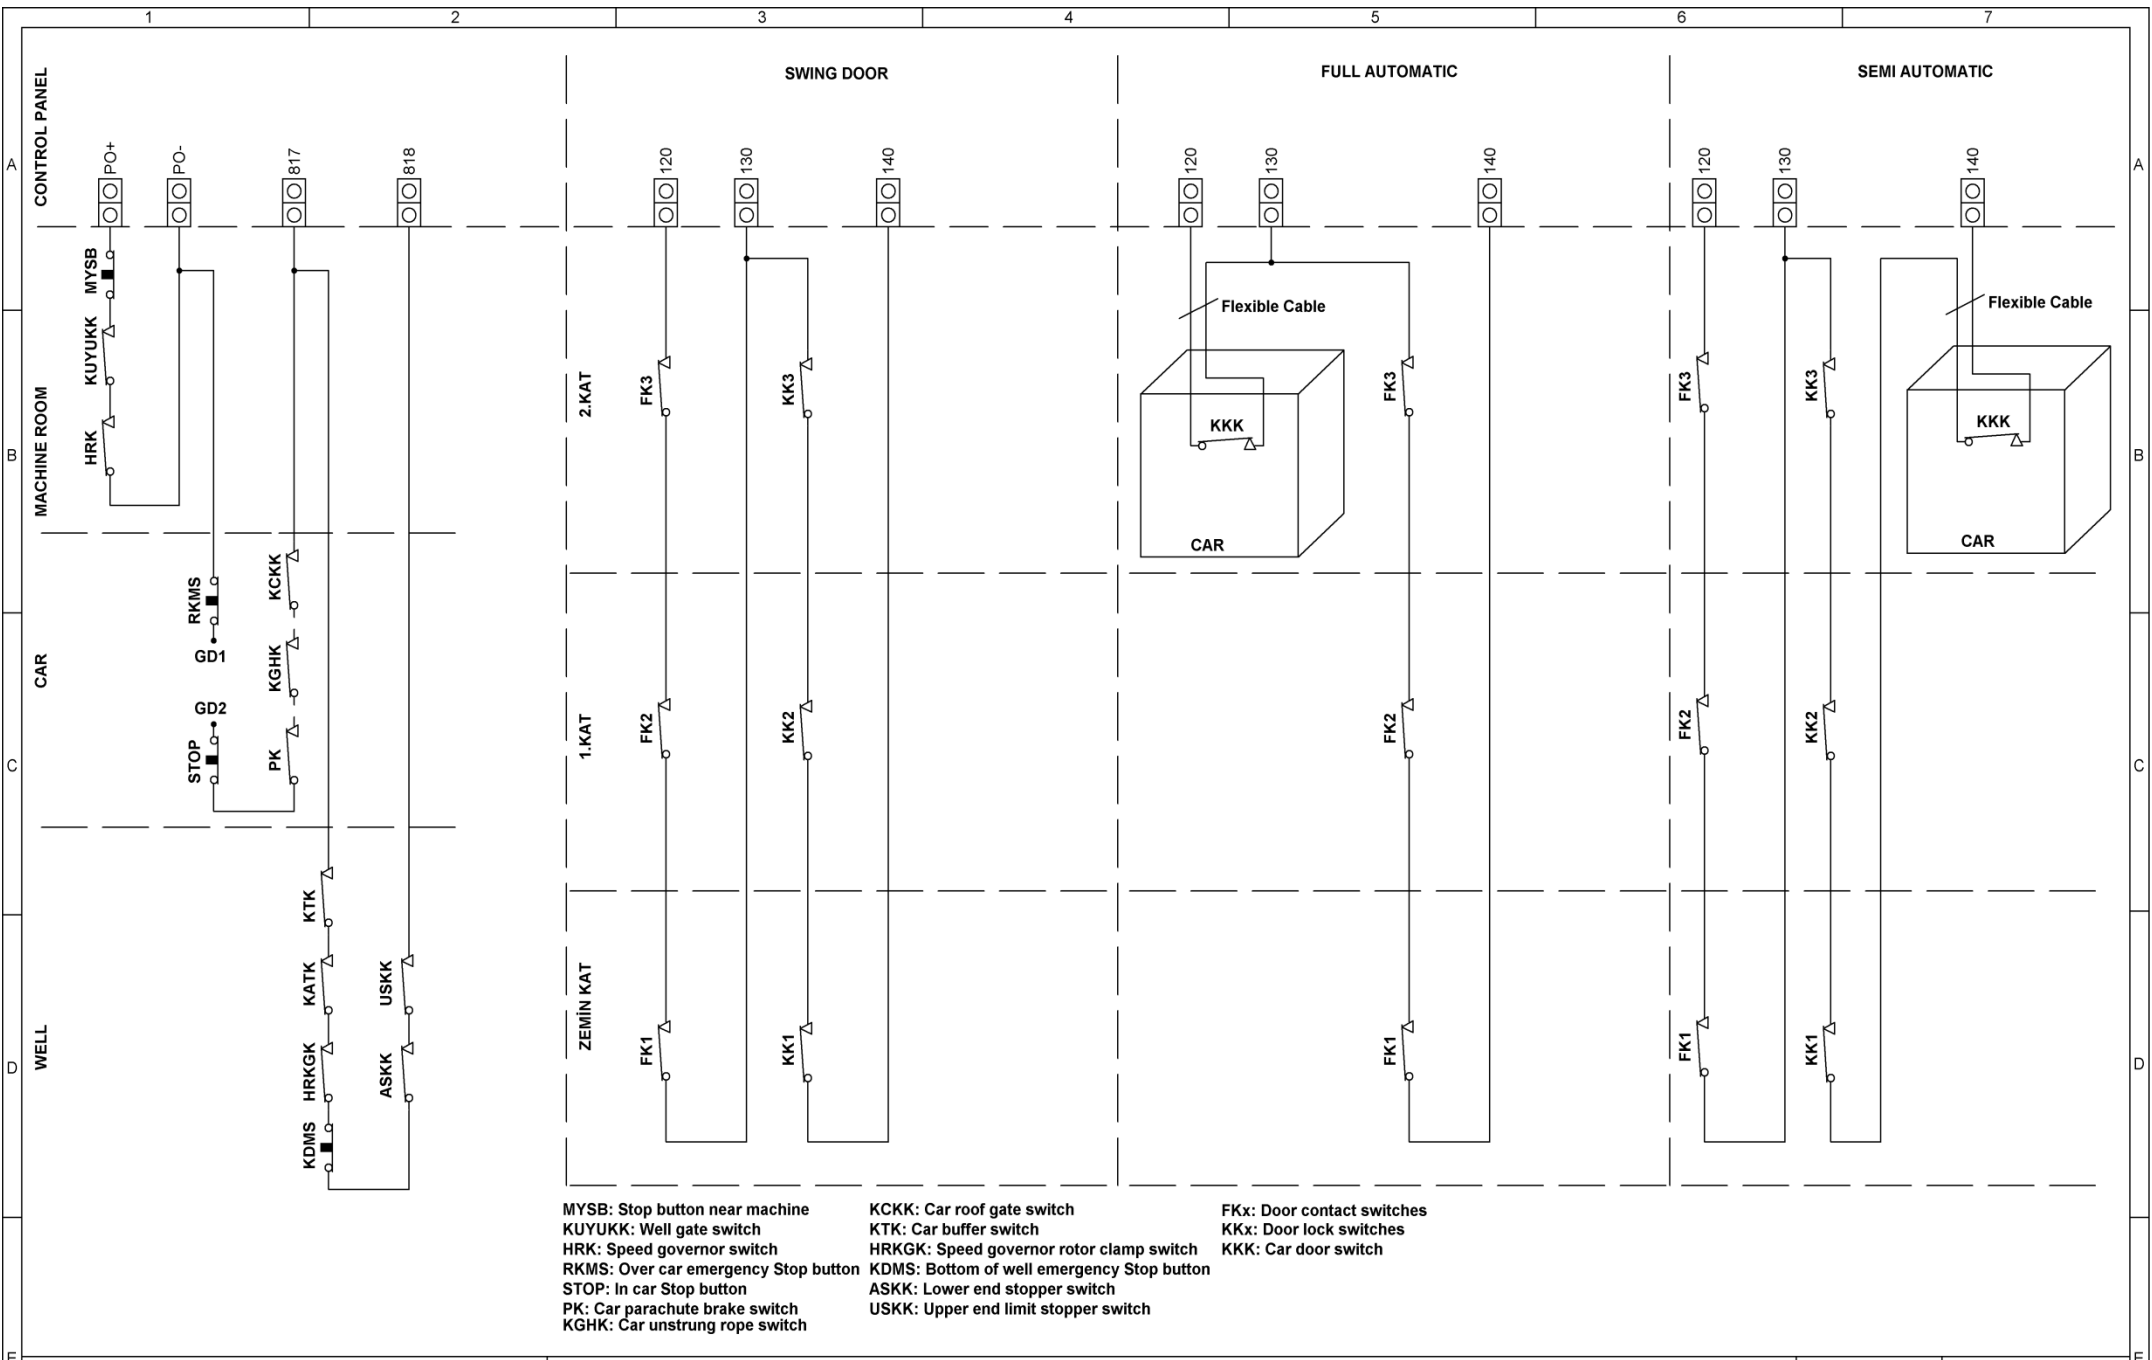 1 2 3 4 5 6 7
SWING DOOR
FULL AUTOMATIC
SEMI AUTOMATIC
CONTROL PANEL
A
A
PO+
PO-
817
818
120
130
140
120
130
140
120
130
140
MYSB
KUYUKK
HRK
MACHINE ROOM
B
B
2.KAT
FK3
KK3
Flexible Cable
KKK
CAR
FK3
FK3
KK3
Flexible Cable
KKK
CAR
CAR
RKMS
GD1
GD2
STOP
KCKK
KGHK
PK
C
C
1.KAT
FK2
KK2
FK2
FK2
KK2
WELL
D
D
KTK
KATK
HRKGK
KDMS
USKK
ASKK
ZEMİN KAT
FK1
KK1
FK1
FK1
KK1
MYSB: Stop button near machine
KUYUKK: Well gate switch
HRK: Speed governor switch
RKMS: Over car emergency Stop button
STOP: In car Stop button
PK: Car parachute brake switch
KGHK: Car unstrung rope switch
KCKK: Car roof gate switch
KTK: Car buffer switch
HRKGK: Speed governor rotor clamp switch
KDMS: Bottom of well emergency Stop button
ASKK: Lower end stopper switch
USKK: Upper end limit stopper switch
FKx: Door contact switches
KKx: Door lock switches
KKK: Car door switch